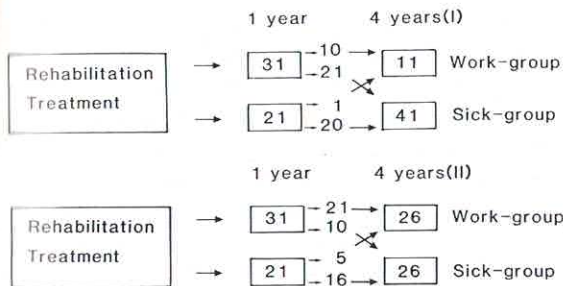 1 year 4 years(I)
→10→
31 11 Work-group
Rehabilitation →21
Treatment → 1
21 41 Sick-group
→ 20→
1 year 4 years(II)
→ 21→
31 26 Work-group
Rehabilitation → 10
Treatment → 5
21 26 Sick-group
→ 16→